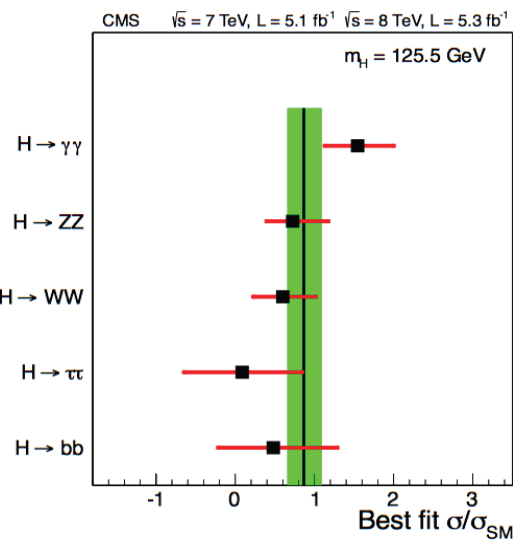 CMS √s = 7 TeV, L = 5.1 fb⁻¹ √s = 8 TeV, L = 5.3 fb⁻¹
m_H = 125.5 GeV
H → γγ
H → ZZ
H → WW
H → ττ
H → bb
-1 0 1 2 3
Best fit σ/σ_SM